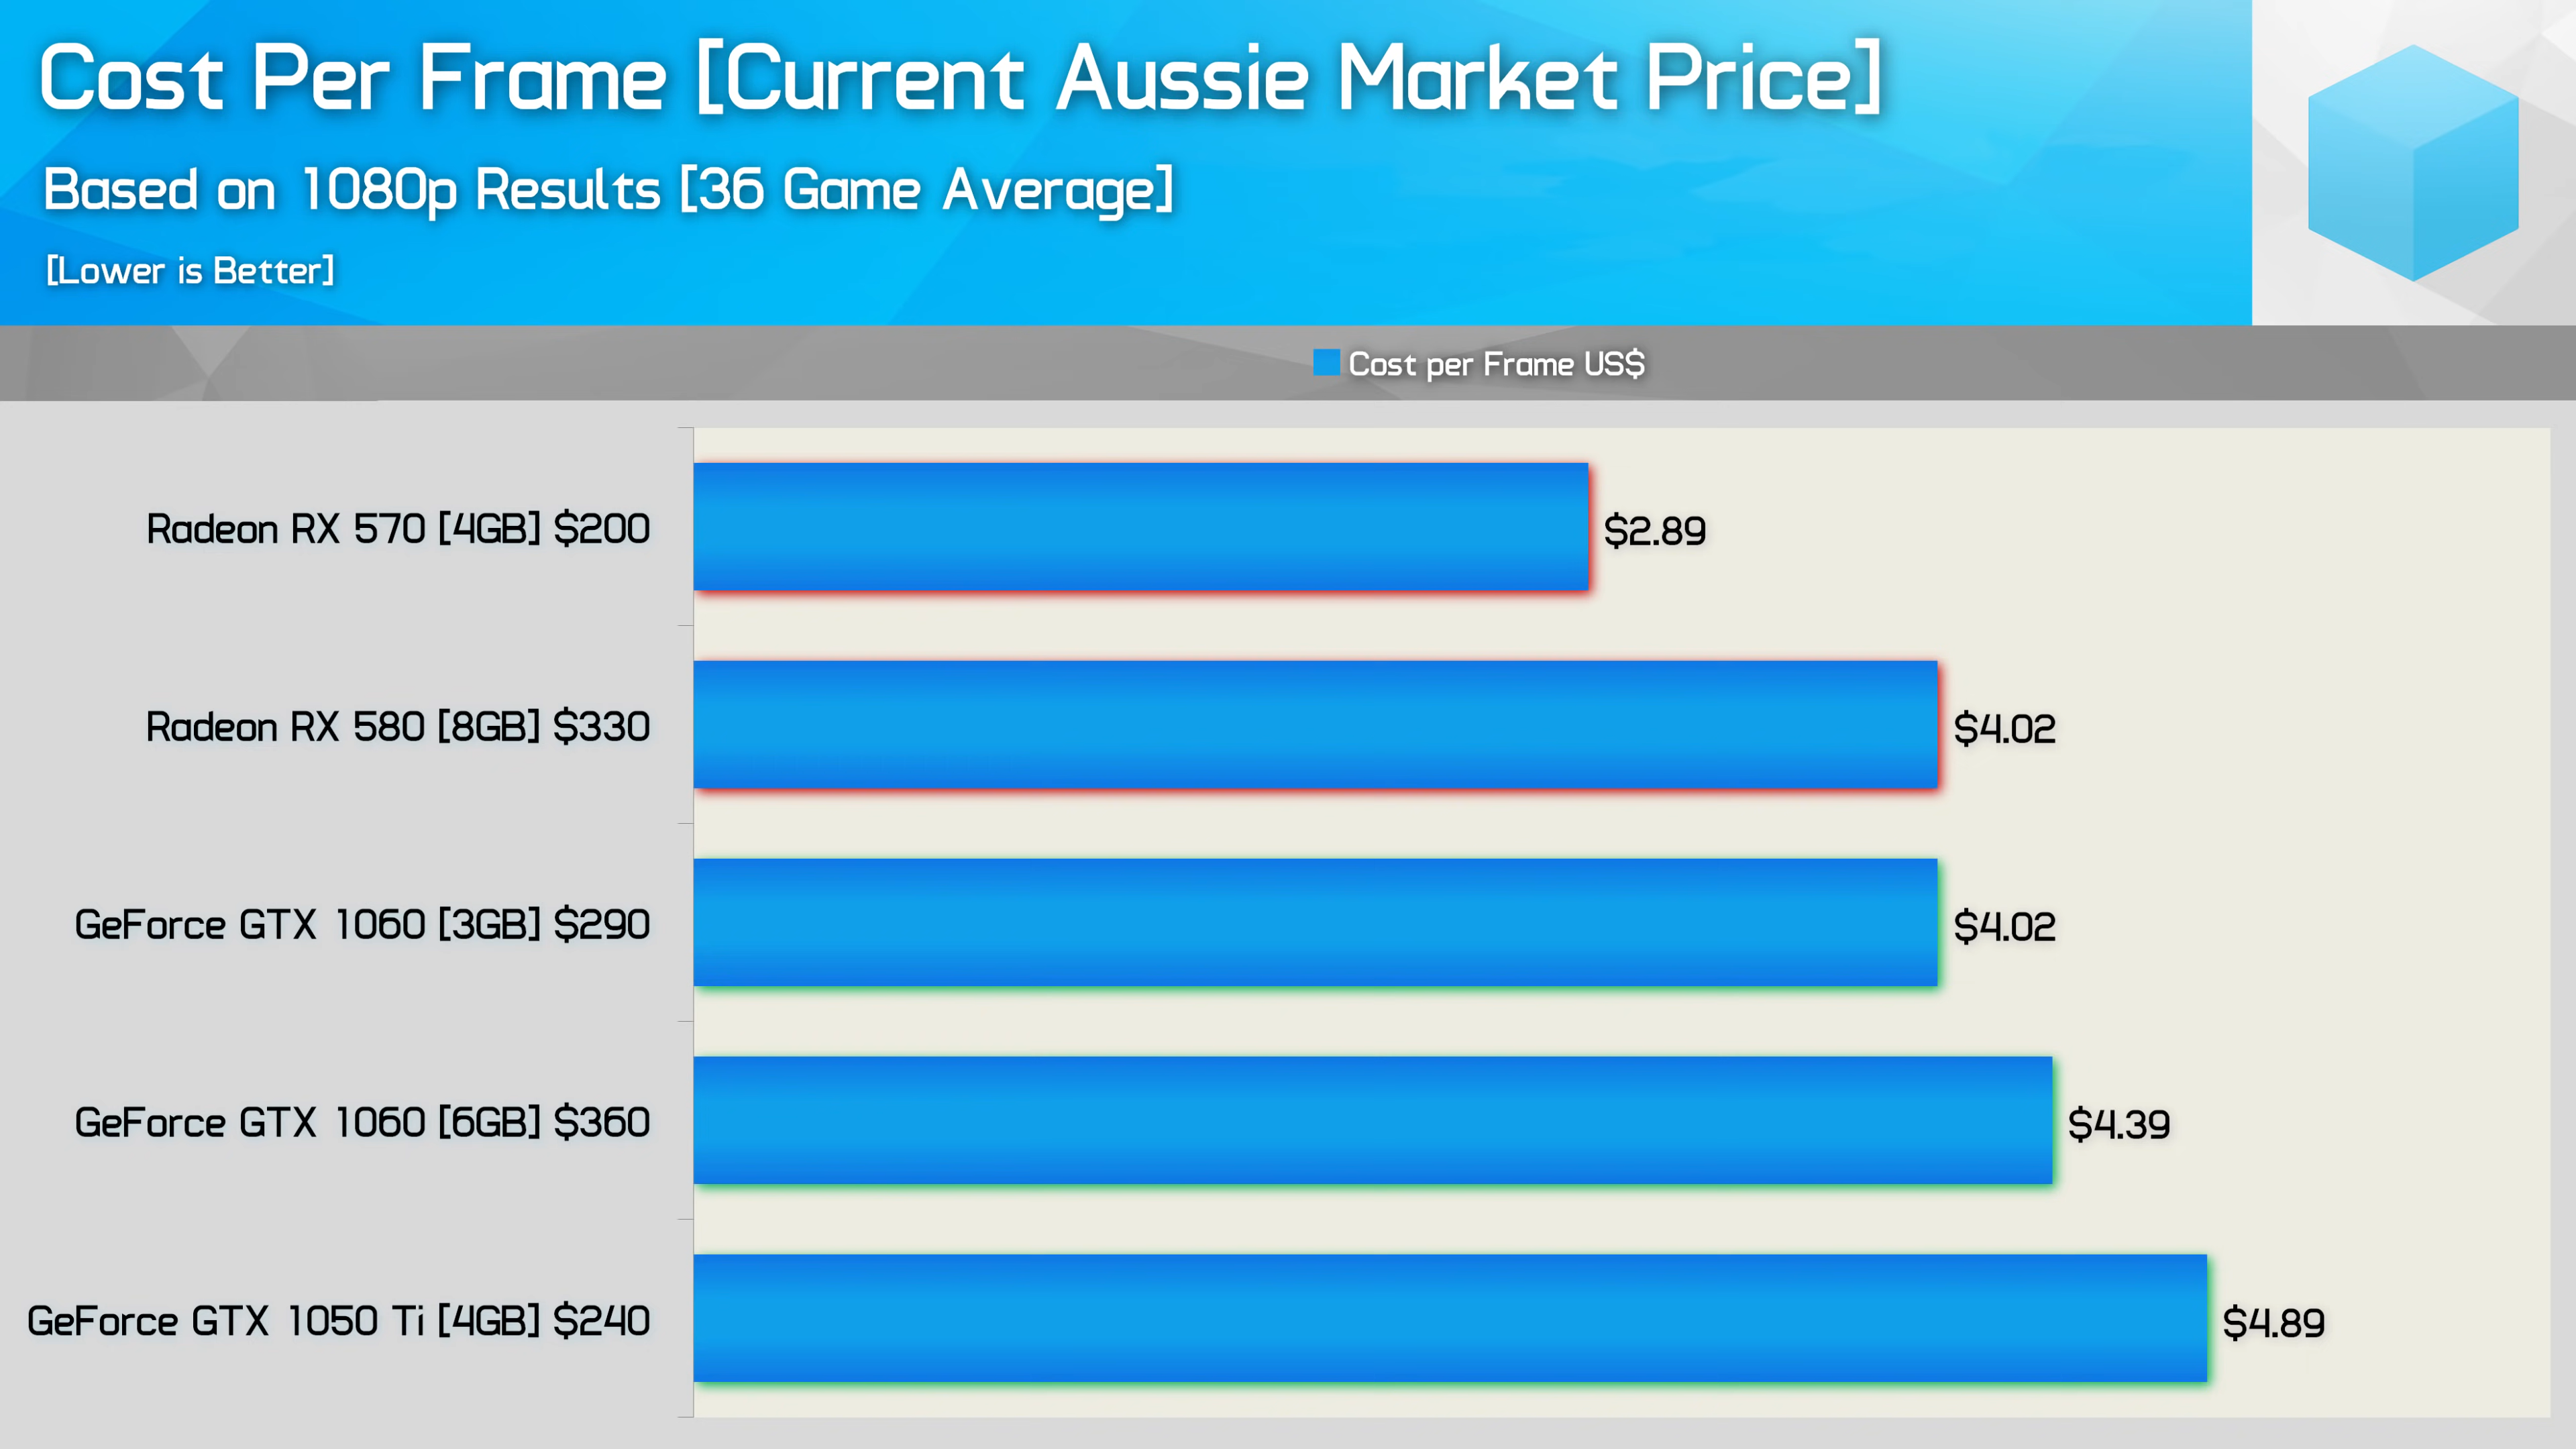 Cost Per Frame [Current Aussie Market Price]
Based on 1080p Results [36 Game Average]
[Lower is Better]
Cost per Frame US$
Radeon RX 570 [4GB] $200
$2.89
Radeon RX 580 [8GB] $330
$4.02
GeForce GTX 1060 [3GB] $290
$4.02
GeForce GTX 1060 [6GB] $360
$4.39
GeForce GTX 1050 Ti [4GB] $240
$4.89